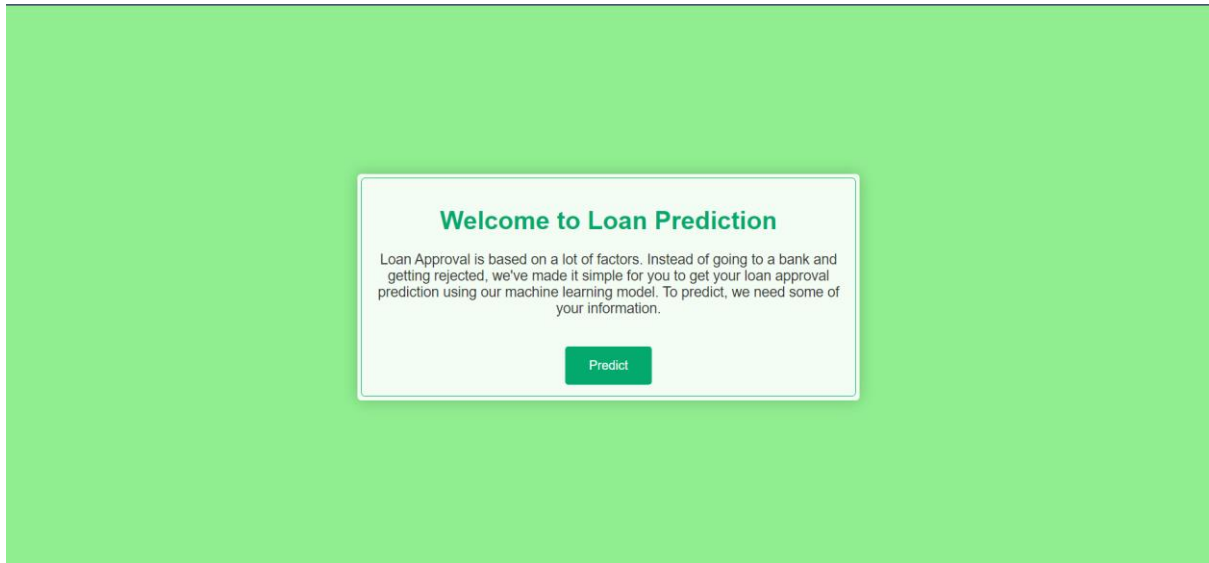 Welcome to Loan Prediction
Loan Approval is based on a lot of factors. Instead of going to a bank and
getting rejected, we've made it simple for you to get your loan approval
prediction using our machine learning model. To predict, we need some of
your information.
Predict